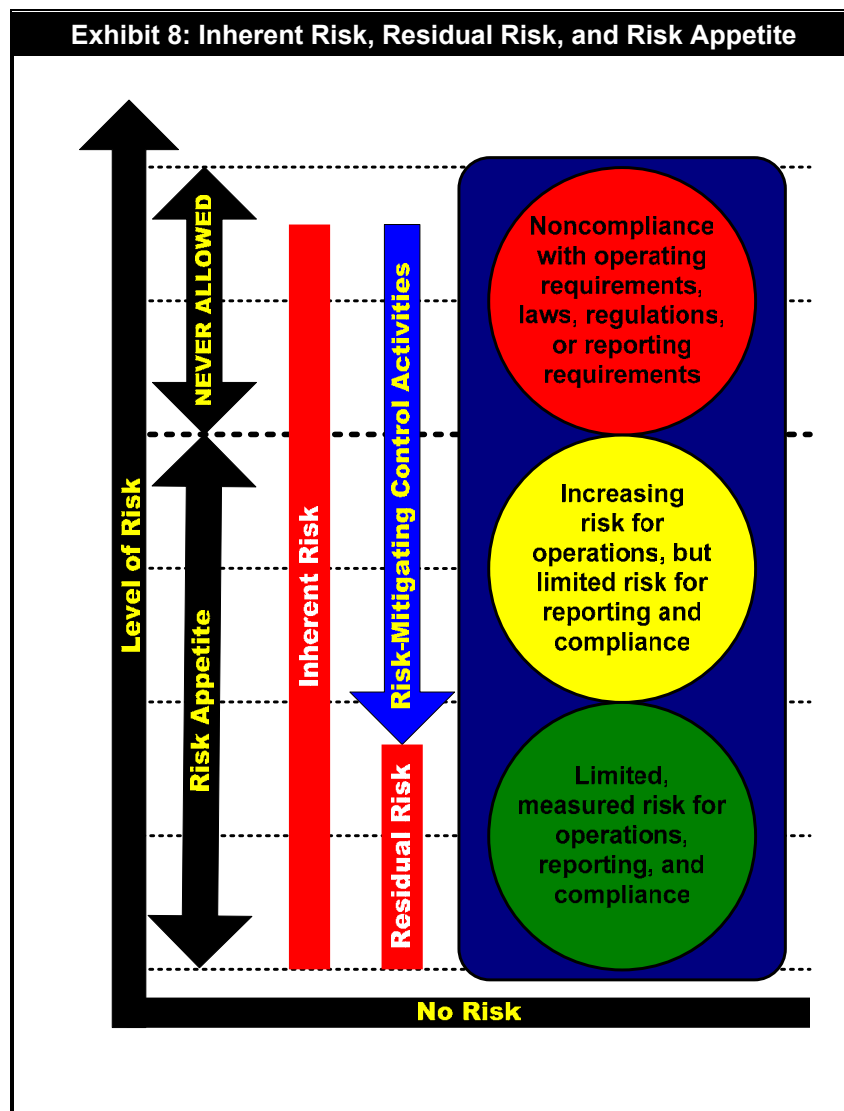 Exhibit 8: Inherent Risk, Residual Risk, and Risk Appetite
Level of Risk
NEVER ALLOWED
Risk Appetite
Inherent Risk
Risk-Mitigating Control Activities
Residual Risk
Noncompliance
with operating
requirements,
laws, regulations,
or reporting
requirements
Increasing
risk for
operations, but
limited risk for
reporting and
compliance
Limited,
measured risk for
operations,
reporting, and
compliance
No Risk